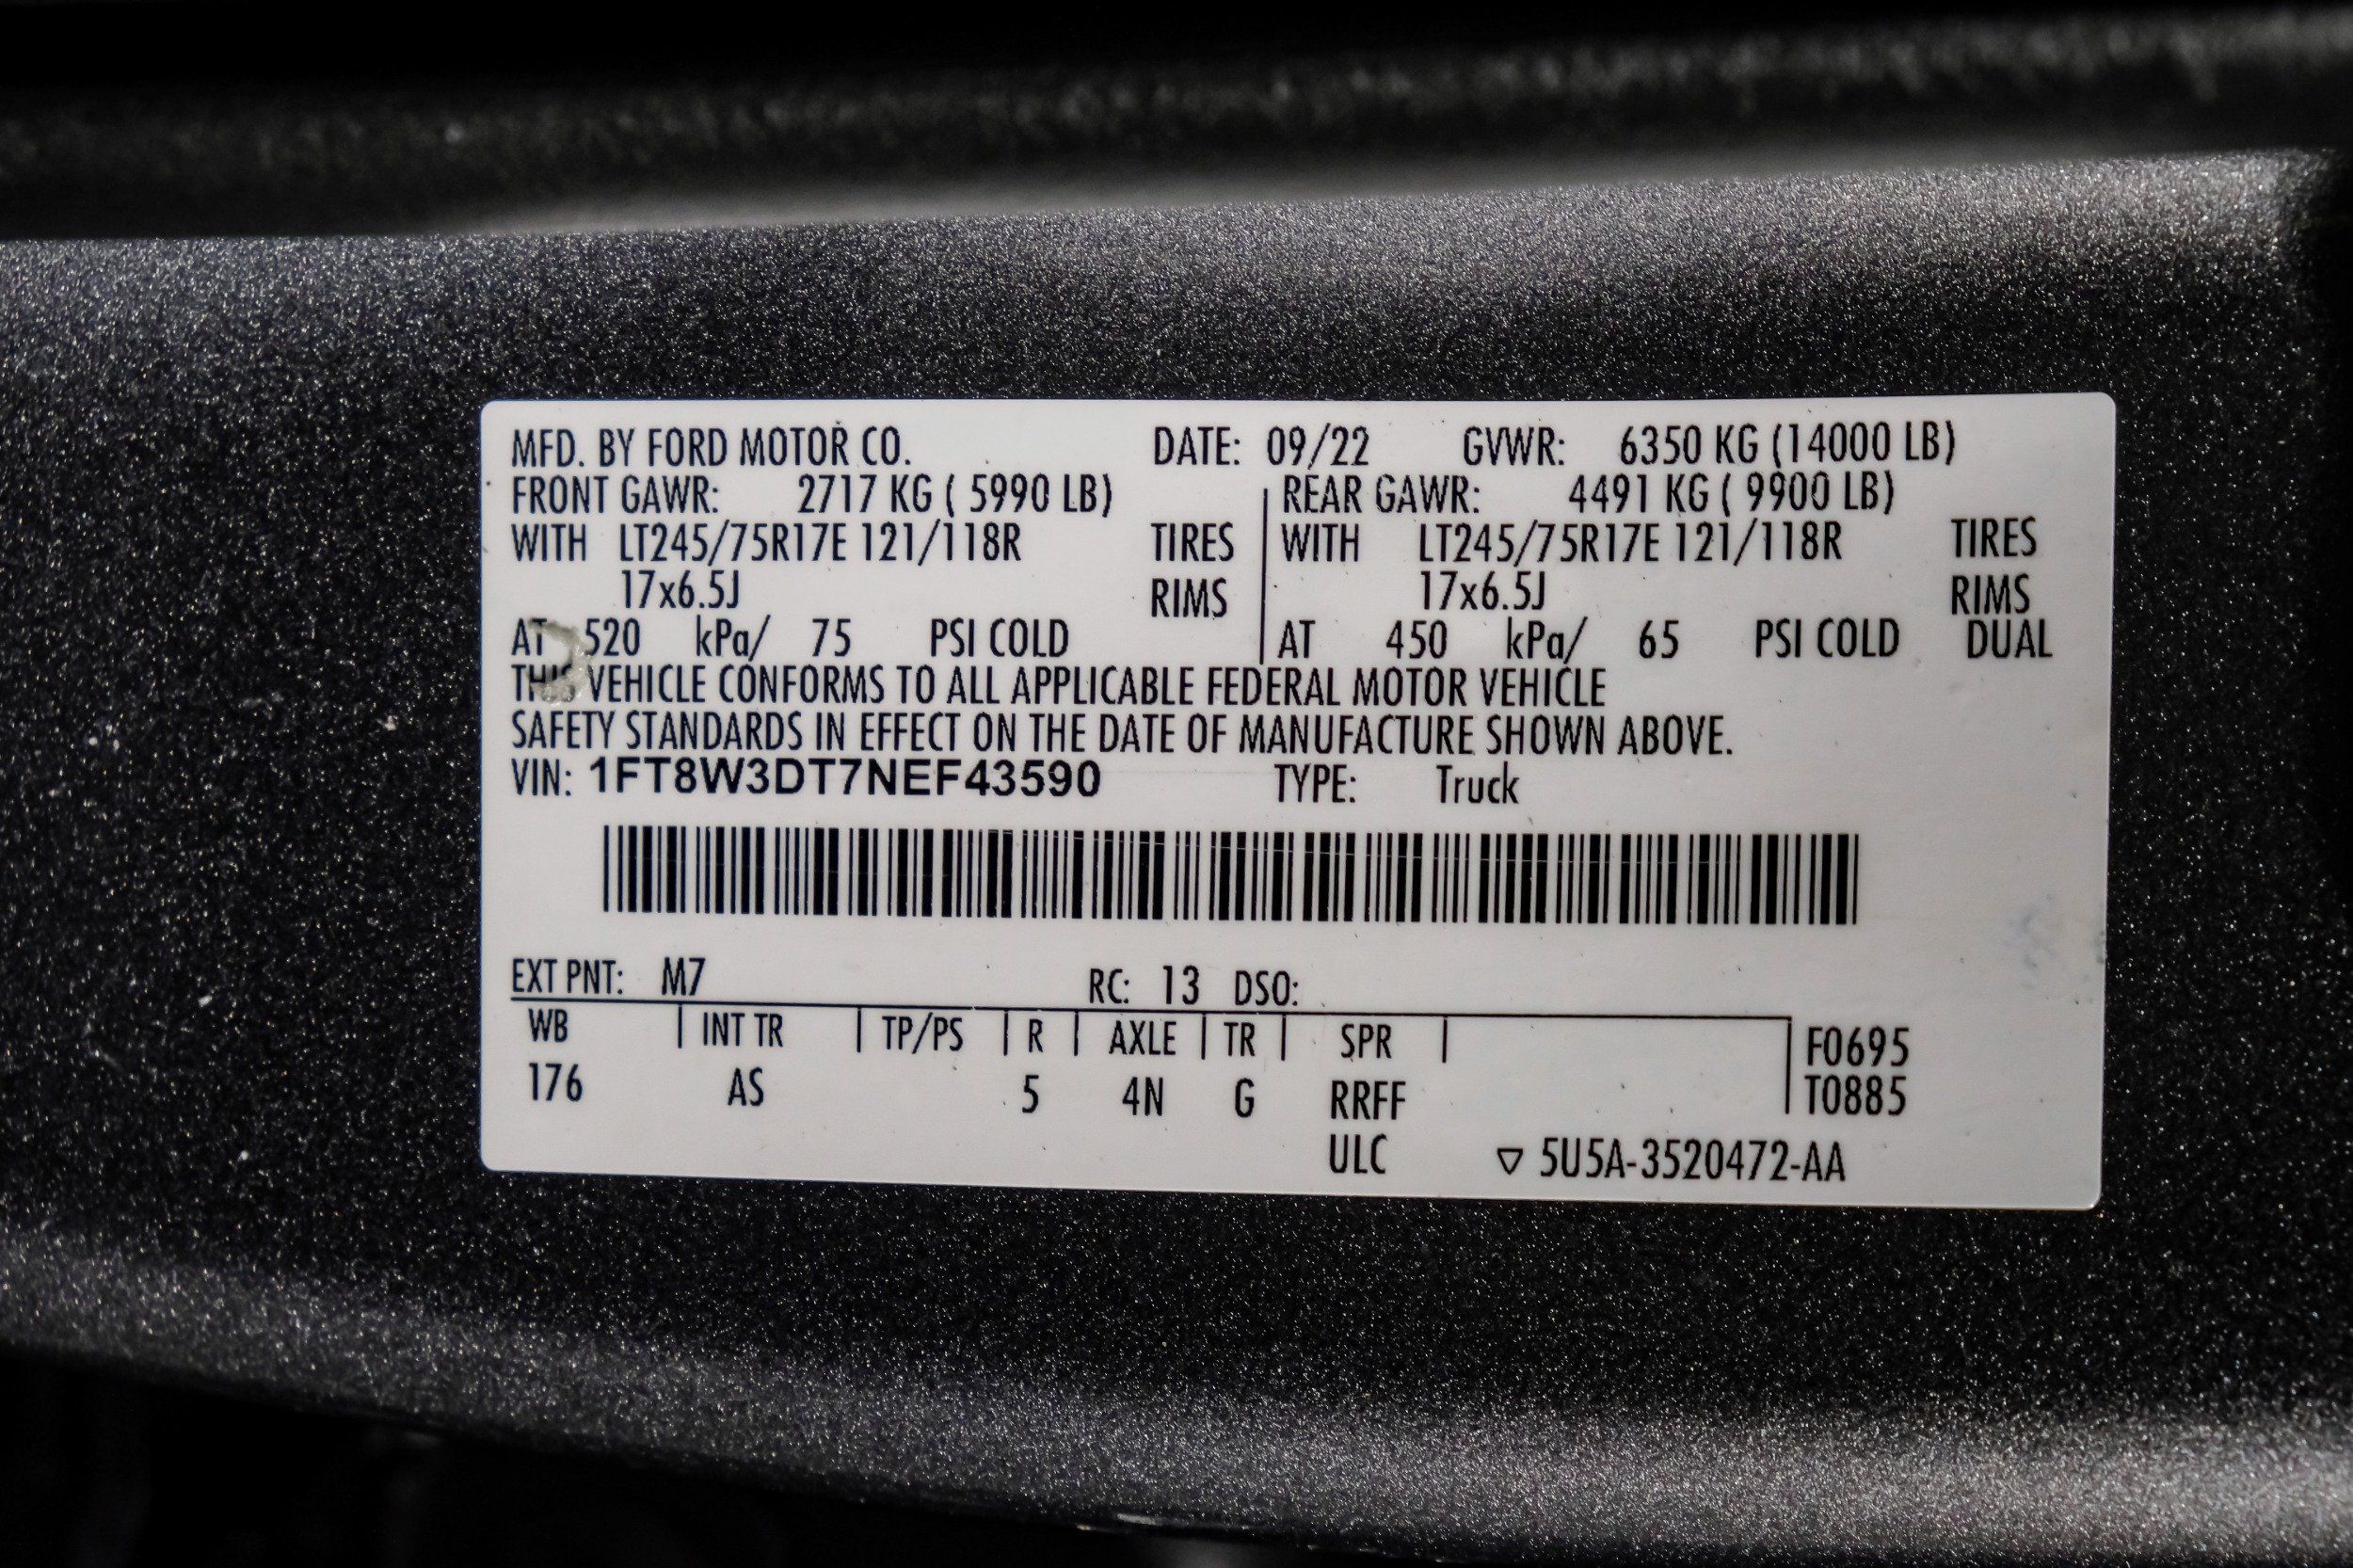 MFD. BY FORD MOTOR CO. DATE: 09/22 GVWR: 6350 KG (14000 LB)
FRONT GAWR: 2717 KG ( 5990 LB) REAR GAWR: 4491 KG ( 9900 LB)
WITH LT245/75R17E 121/118R TIRES WITH LT245/75R17E 121/118R TIRES
17x6.5J RIMS 17x6.5J RIMS
AT 520 kPa/ 75 PSI COLD AT 450 kPa/ 65 PSI COLD DUAL
THIS VEHICLE CONFORMS TO ALL APPLICABLE FEDERAL MOTOR VEHICLE
SAFETY STANDARDS IN EFFECT ON THE DATE OF MANUFACTURE SHOWN ABOVE.
VIN: 1FT8W3DT7NEF43590 TYPE: Truck
EXT PNT: M7 RC: 13 DSO:
WB INT TR TP/PS R AXLE TR SPR F0695
176 AS 5 4N G RRFF T0885
ULC ▽ 5U5A-3520472-AA